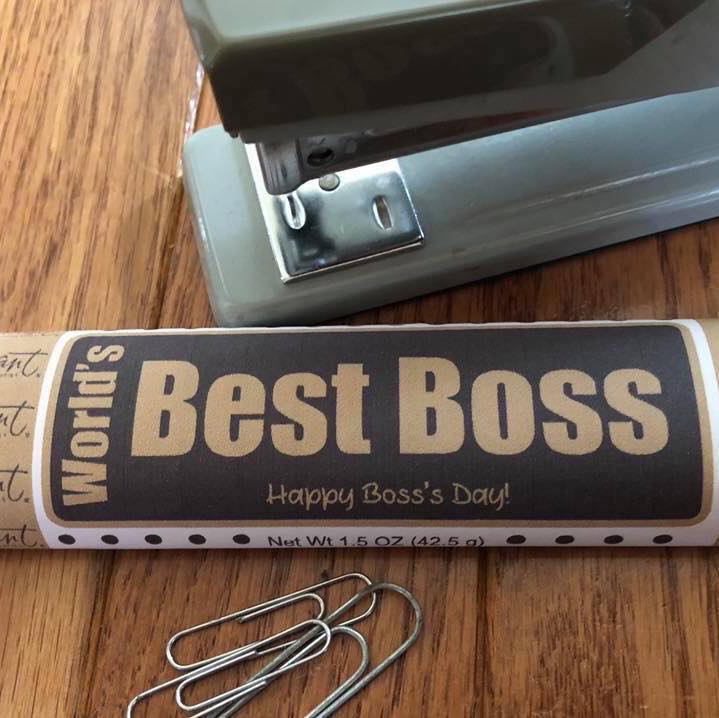 World's
Best Boss
Happy Boss's Day!
Net Wt 1.5 OZ (42.5 g)